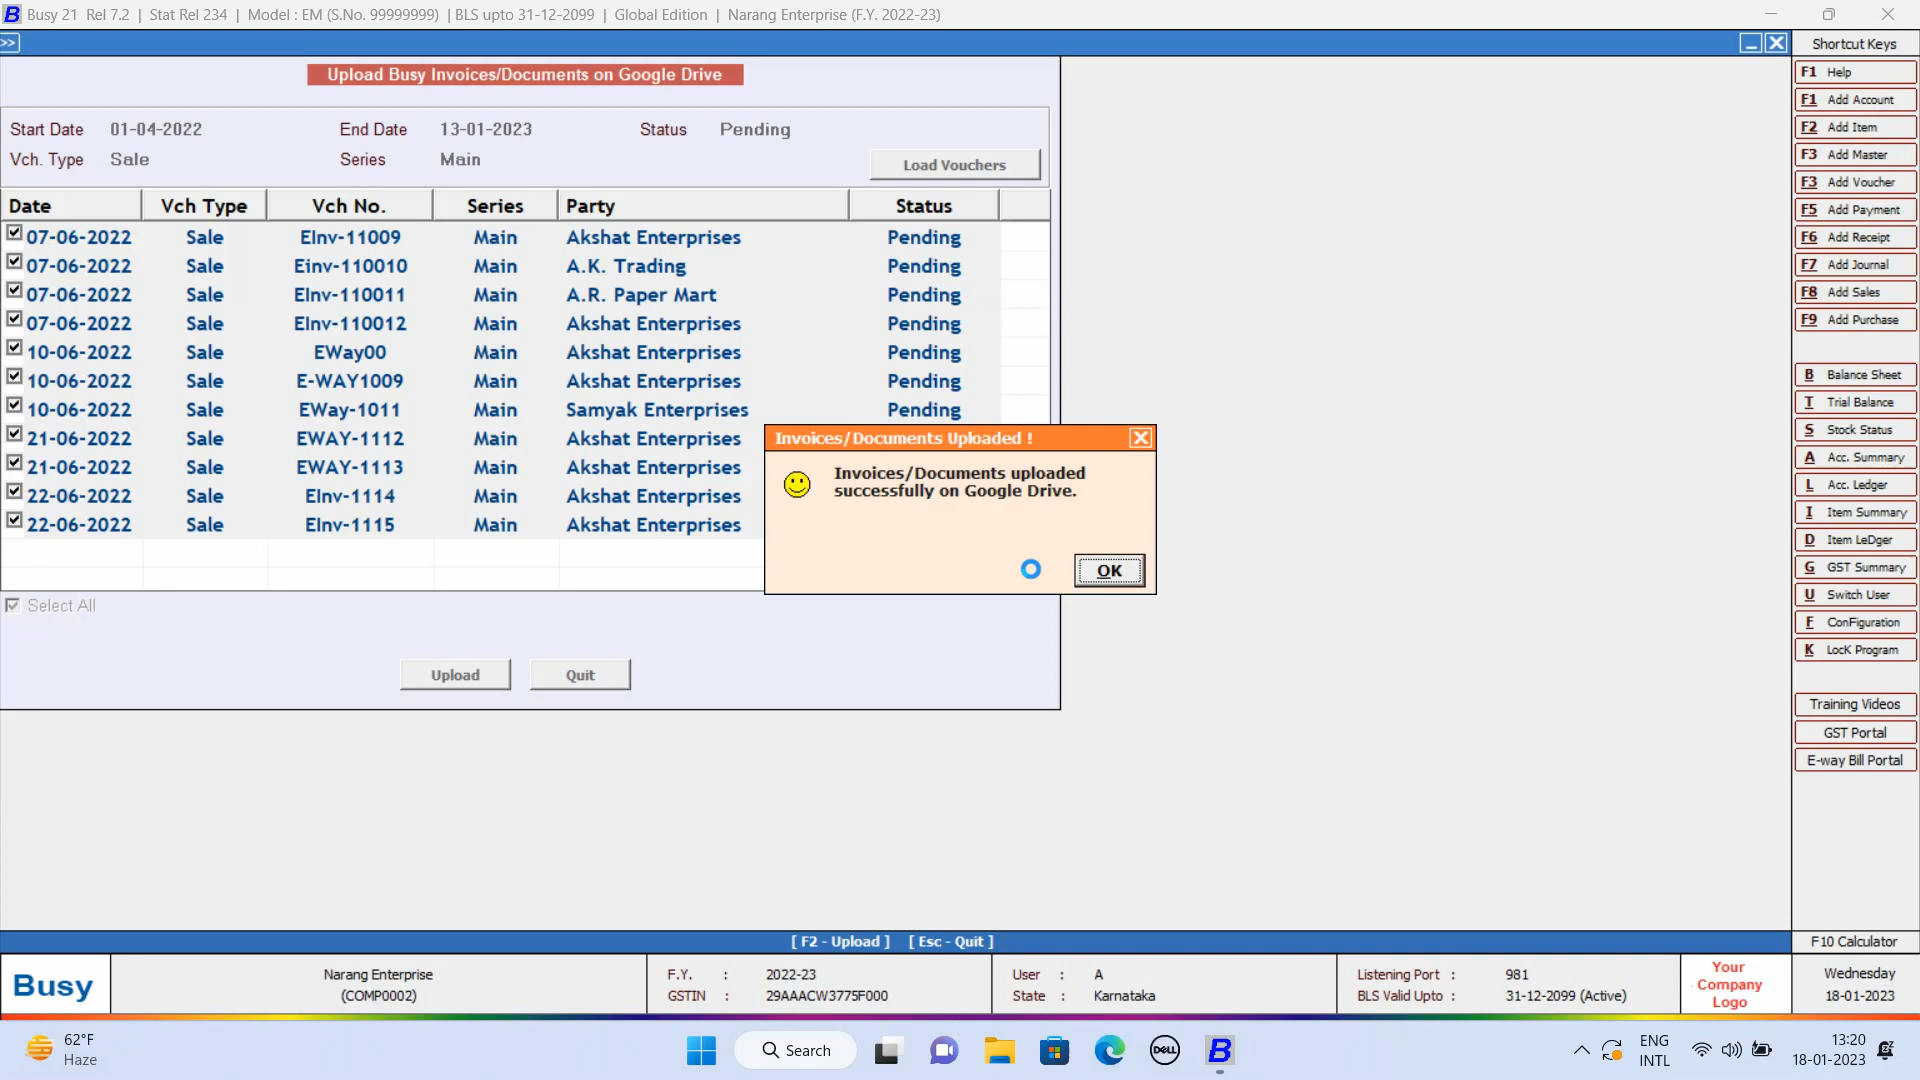 B Busy 21 Rel 7.2 | Stat Rel 234 | Model : EM (S.No. 99999999) | BLS upto 31-12-2099 | Global Edition | Narang Enterprise (F.Y. 2022-23)
>>
Shortcut Keys
Upload Busy Invoices/Documents on Google Drive
Start Date 01-04-2022 End Date 13-01-2023 Status Pending
Vch. Type Sale Series Main
Load Vouchers
Date Vch Type Vch No. Series Party Status
07-06-2022 Sale EInv-11009 Main Akshat Enterprises Pending
07-06-2022 Sale Einv-110010 Main A.K. Trading Pending
07-06-2022 Sale EInv-110011 Main A.R. Paper Mart Pending
07-06-2022 Sale EInv-110012 Main Akshat Enterprises Pending
10-06-2022 Sale EWay00 Main Akshat Enterprises Pending
10-06-2022 Sale E-WAY1009 Main Akshat Enterprises Pending
10-06-2022 Sale EWay-1011 Main Samyak Enterprises Pending
21-06-2022 Sale EWAY-1112 Main Akshat Enterprises
21-06-2022 Sale EWAY-1113 Main Akshat Enterprises
22-06-2022 Sale EInv-1114 Main Akshat Enterprises
22-06-2022 Sale EInv-1115 Main Akshat Enterprises
Select All
Upload Quit
Invoices/Documents Uploaded !
Invoices/Documents uploaded
successfully on Google Drive.
OK
F1 Help
F1 Add Account
F2 Add Item
F3 Add Master
F3 Add Voucher
F5 Add Payment
F6 Add Receipt
F7 Add Journal
F8 Add Sales
F9 Add Purchase
B Balance Sheet
T Trial Balance
S Stock Status
A Acc. Summary
L Acc. Ledger
I Item Summary
D Item LeDger
G GST Summary
U Switch User
F ConFiguration
K LocK Program
Training Videos
GST Portal
E-way Bill Portal
[ F2 - Upload ] [ Esc - Quit ]
F10 Calculator
Busy
Narang Enterprise
(COMP0002)
F.Y. : 2022-23
GSTIN : 29AAACW3775F000
User : A
State : Karnataka
Listening Port : 981
BLS Valid Upto : 31-12-2099 (Active)
Your
Company
Logo
Wednesday
18-01-2023
62°F
Haze
Search
DELL
B
ENG
INTL
13:20
18-01-2023